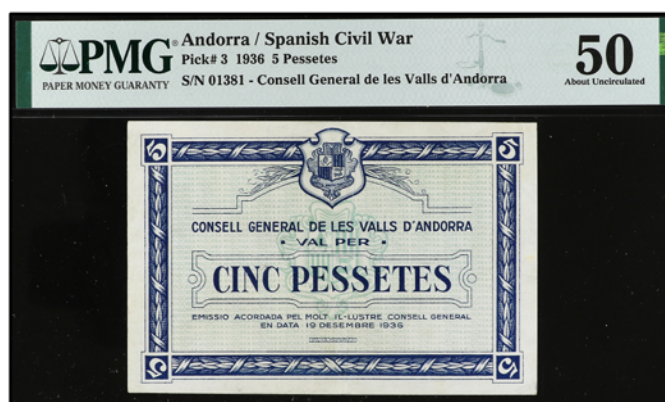 PMG
PAPER MONEY GUARANTY
Andorra / Spanish Civil War
Pick# 3 1936 5 Pessetes
S/N 01381 - Consell General de les Valls d'Andorra
50
About Uncirculated
5 5
CONSELL GENERAL DE LES VALLS D'ANDORRA
• VAL PER •
CINC PESSETES
EMISSIO ACORDADA PEL MOLT IL-LUSTRE CONSELL GENERAL
EN DATA 19 DESEMBRE 1936
5 5